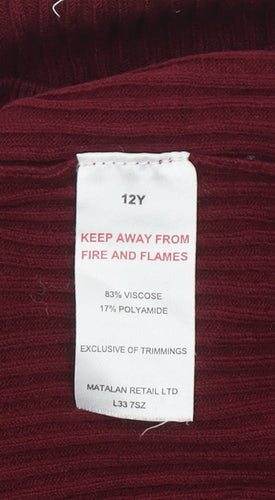 12Y
KEEP AWAY FROM
FIRE AND FLAMES
83% VISCOSE
17% POLYAMIDE
EXCLUSIVE OF TRIMMINGS
MATALAN RETAIL LTD
L33 7SZ